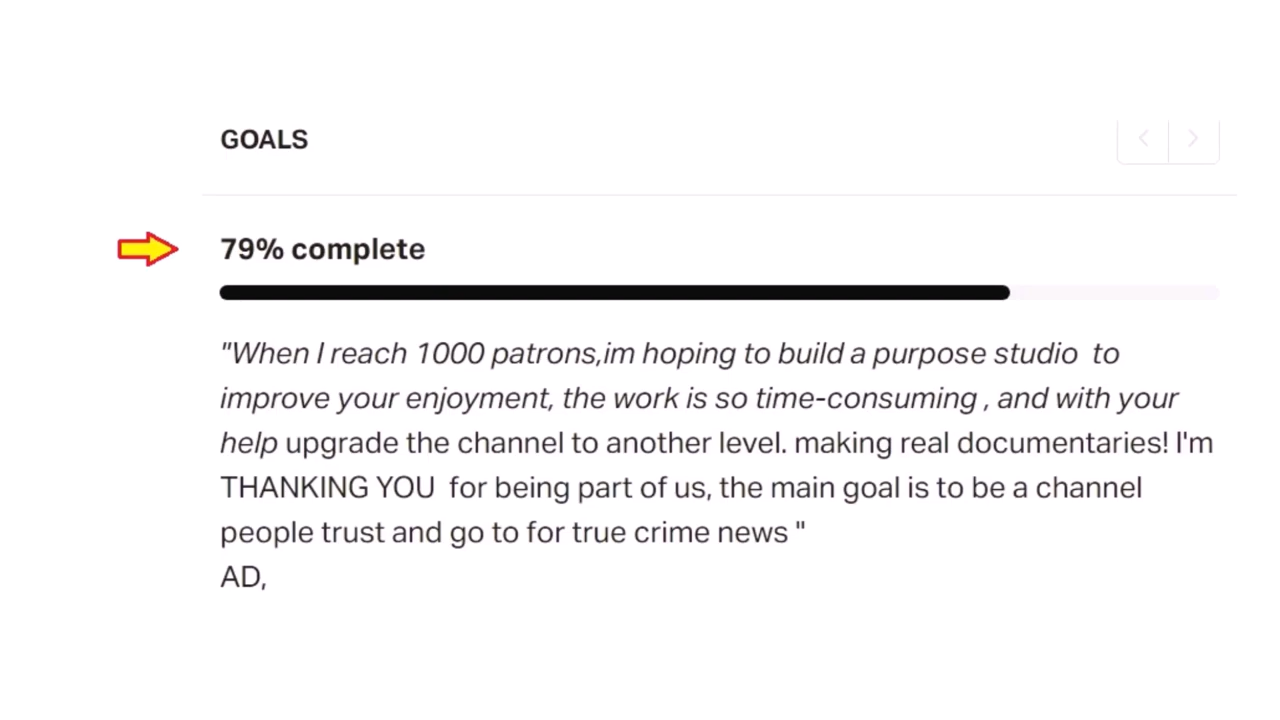 GOALS
79% complete
"When I reach 1000 patrons,im hoping to build a purpose studio  to
improve your enjoyment, the work is so time-consuming , and with your
help upgrade the channel to another level. making real documentaries! I'm
THANKING YOU  for being part of us, the main goal is to be a channel
people trust and go to for true crime news "
AD,